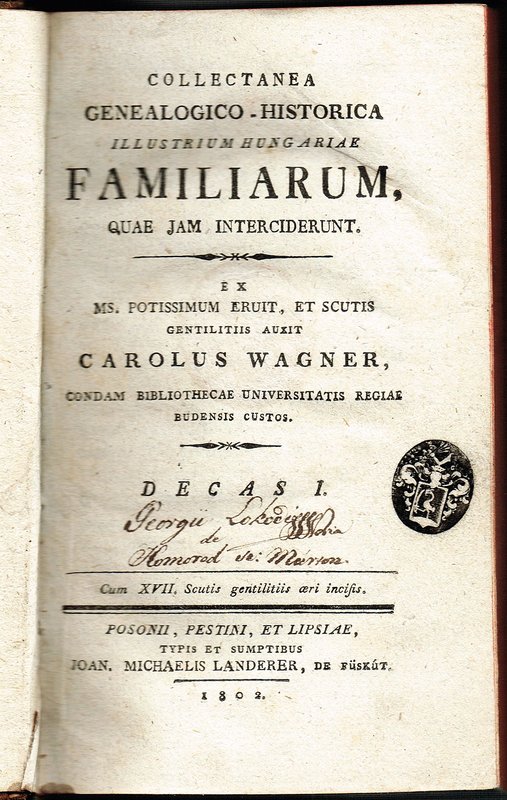 COLLECTANEA
GENEALOGICO-HISTORICA
ILLUSTRIUM HUNGARIAE
FAMILIARUM,
QUAE JAM INTERCIDERUNT.
EX
MS. POTISSIMUM ERUIT, ET SCUTIS
GENTILITIIS AUXIT
CAROLUS WAGNER,
CONDAM BIBLIOTHECAE UNIVERSITATIS REGIAE
BUDENSIS CUSTOS.
DECAS I.
Georgii
de
Homorod
Cum XVII. Scutis gentilitiis æri incisis.
POSONII, PESTINI, ET LIPSIAE,
TYPIS ET SUMPTIBUS
JOAN. MICHAELIS LANDERER, DE FÜSKÚT.
1802.